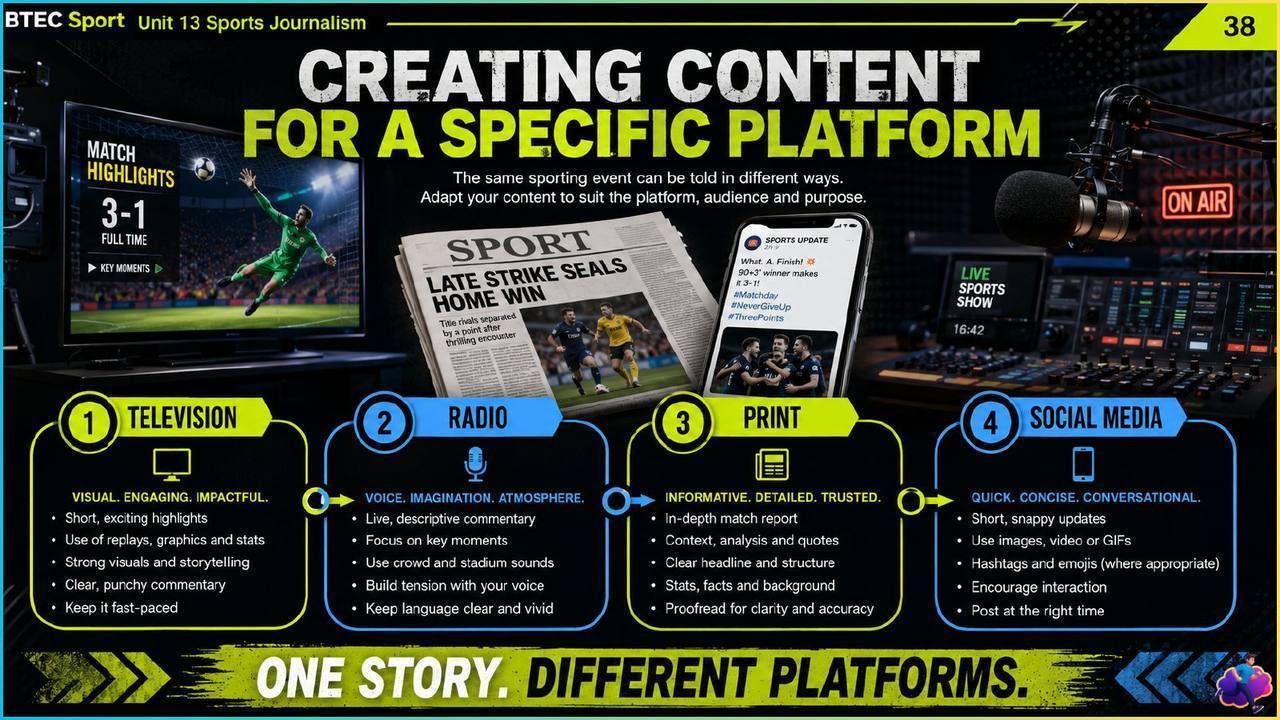 BTEC Sport Unit 13 Sports Journalism
38
CREATING CONTENT
FOR A SPECIFIC PLATFORM
The same sporting event can be told in different ways.
Adapt your content to suit the platform, audience and purpose.
MATCH
HIGHLIGHTS
3-1
FULL TIME
KEY MOMENTS
SPORT
LATE STRIKE SEALS
HOME WIN
Title rivals separated
by a point after
thrilling encounter
SPORTS UPDATE
What. A. Finish! 💥
90+3' winner makes
it 3-1!
#Matchday
#NeverGiveUp
#ThreePoints
ON AIR
LIVE
SPORTS
SHOW
16:42
1 TELEVISION
VISUAL. ENGAGING. IMPACTFUL.
• Short, exciting highlights
• Use of replays, graphics and stats
• Strong visuals and storytelling
• Clear, punchy commentary
• Keep it fast-paced
2 RADIO
VOICE. IMAGINATION. ATMOSPHERE.
• Live, descriptive commentary
• Focus on key moments
• Use crowd and stadium sounds
• Build tension with your voice
• Keep language clear and vivid
3 PRINT
INFORMATIVE. DETAILED. TRUSTED.
• In-depth match report
• Context, analysis and quotes
• Clear headline and structure
• Stats, facts and background
• Proofread for clarity and accuracy
4 SOCIAL MEDIA
QUICK. CONCISE. CONVERSATIONAL.
• Short, snappy updates
• Use images, video or GIFs
• Hashtags and emojis (where appropriate)
• Encourage interaction
• Post at the right time
ONE STORY. DIFFERENT PLATFORMS.